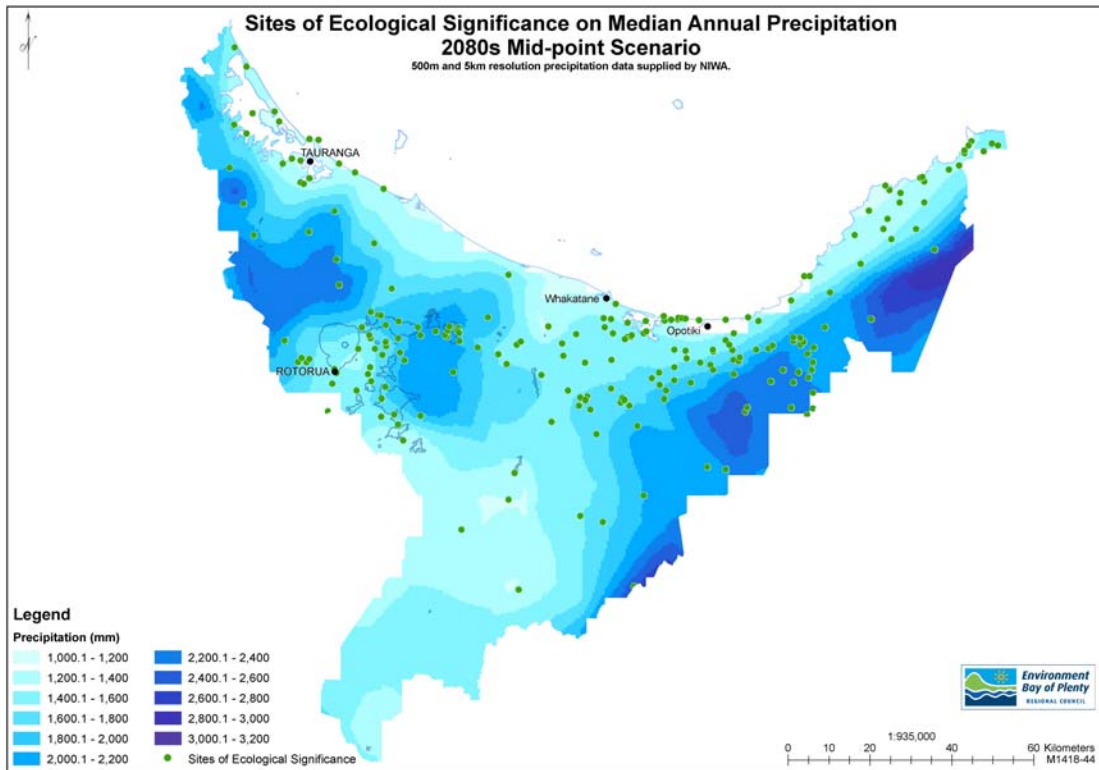 Sites of Ecological Significance on Median Annual Precipitation
2080s Mid-point Scenario
500m and 5km resolution precipitation data supplied by NIWA.
TAURANGA
Whakatane
Opotiki
ROTORUA
Legend
Precipitation (mm)
1,000.1 - 1,200
1,200.1 - 1,400
1,400.1 - 1,600
1,600.1 - 1,800
1,800.1 - 2,000
2,000.1 - 2,200
2,200.1 - 2,400
2,400.1 - 2,600
2,600.1 - 2,800
2,800.1 - 3,000
3,000.1 - 3,200
Sites of Ecological Significance
Environment
Bay of Plenty
REGIONAL COUNCIL
1:935,000
0 10 20 40 60 Kilometers
M1418-44